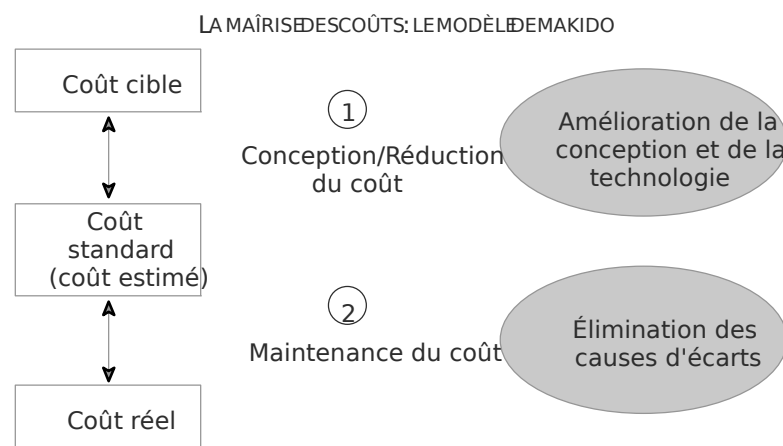 LA MAÎRISE DES COÛTS: LE MODÈLE DE MAKIDO
Coût cible
1
Conception/Réduction
du coût
Amélioration de la
conception et de la
technologie
Coût
standard
(coût estimé)
2
Maintenance du coût
Élimination des
causes d'écarts
Coût réel